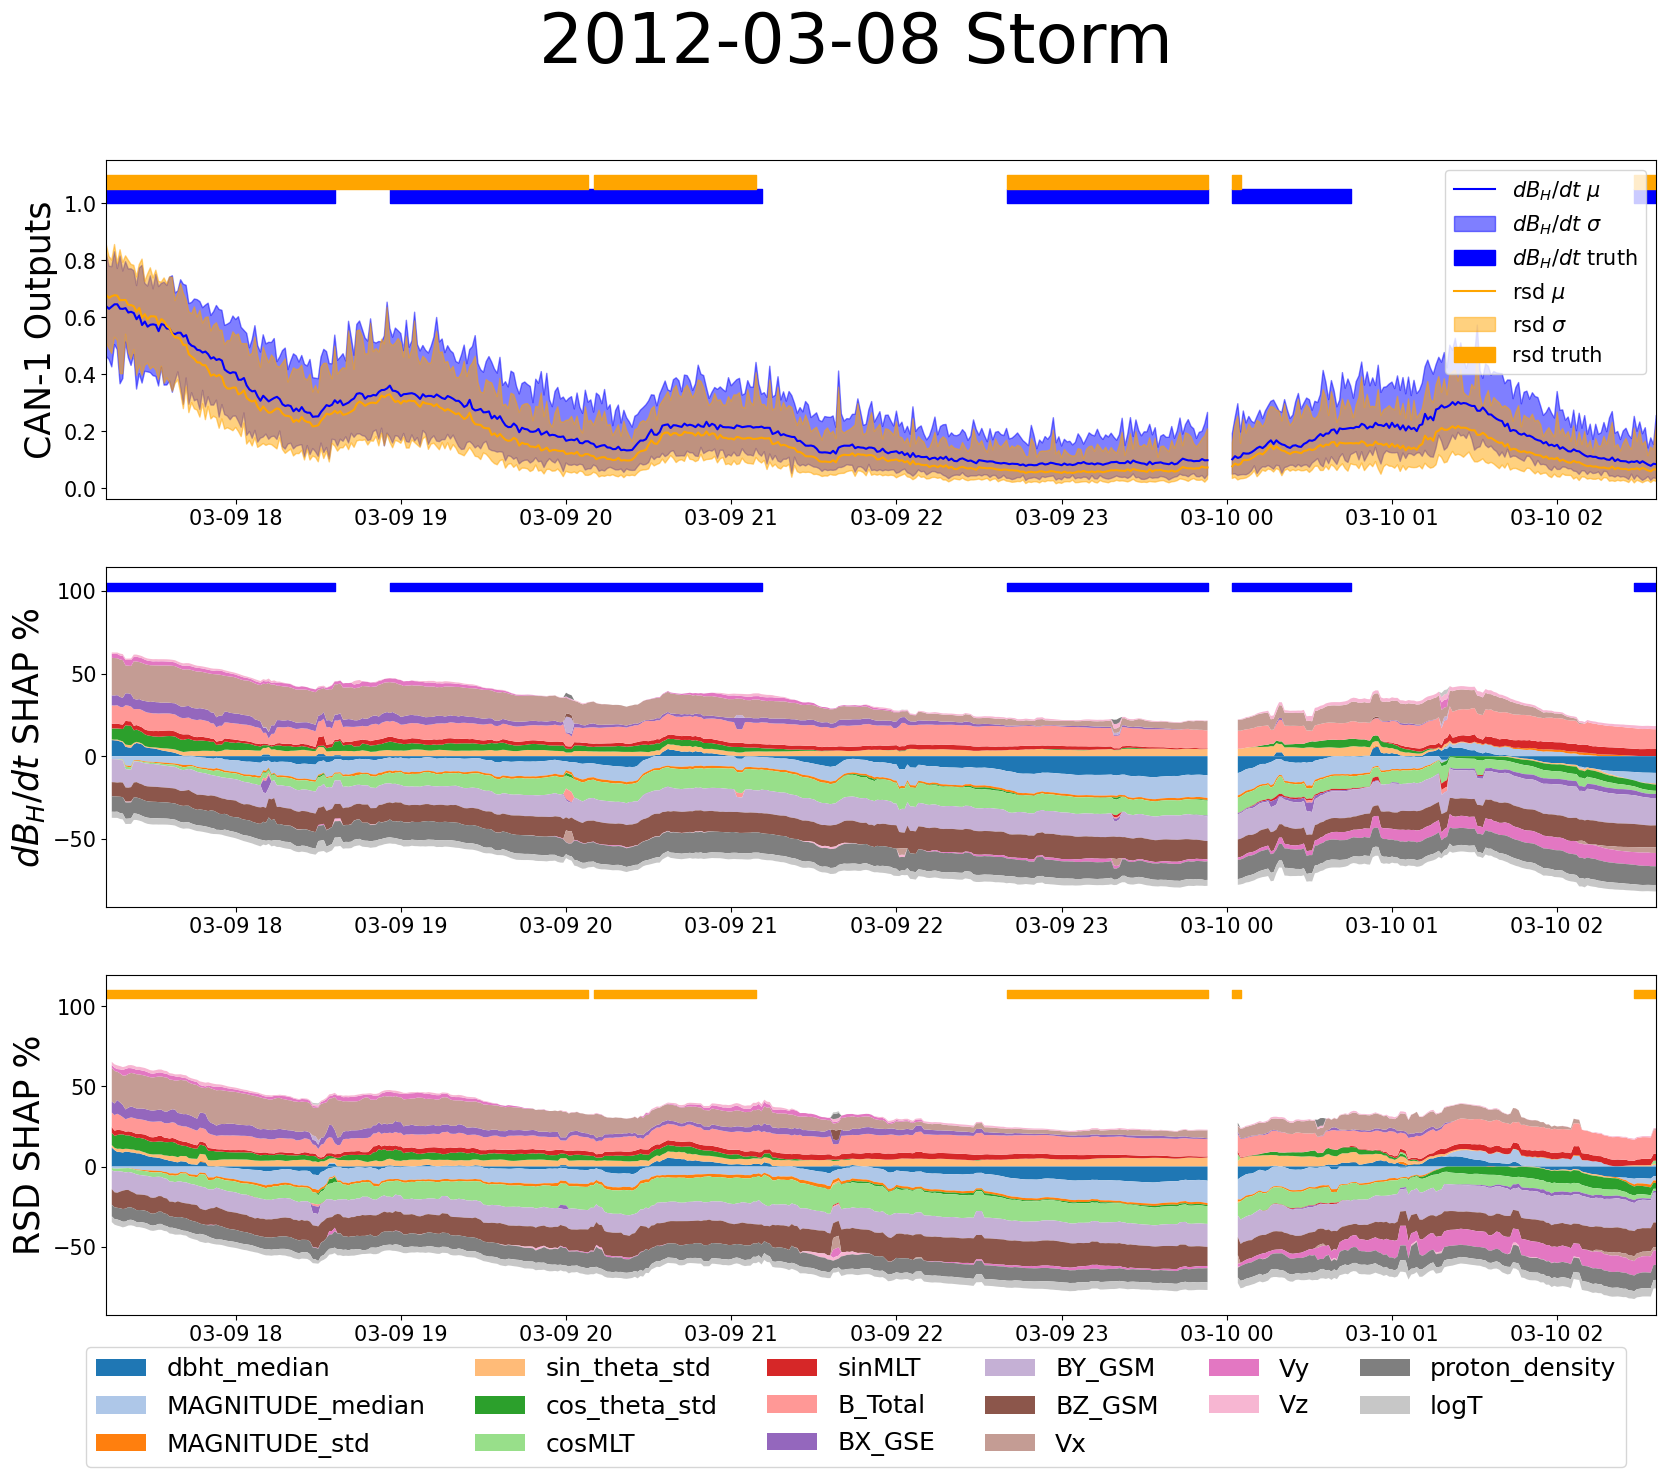 2012-03-08 Storm
CAN-1 Outputs
1.0
0.8
0.6
0.4
0.2
0.0
dB_H/dt μ
dB_H/dt σ
dB_H/dt truth
rsd μ
rsd σ
rsd truth
03-09 18 03-09 19 03-09 20 03-09 21 03-09 22 03-09 23 03-10 00 03-10 01 03-10 02
dB_H/dt SHAP %
100
50
0
−50
03-09 18 03-09 19 03-09 20 03-09 21 03-09 22 03-09 23 03-10 00 03-10 01 03-10 02
RSD SHAP %
100
50
0
−50
03-09 18 03-09 19 03-09 20 03-09 21 03-09 22 03-09 23 03-10 00 03-10 01 03-10 02
dbht_median sin_theta_std sinMLT BY_GSM Vy proton_density
MAGNITUDE_median cos_theta_std B_Total BZ_GSM Vz logT
MAGNITUDE_std cosMLT BX_GSE Vx